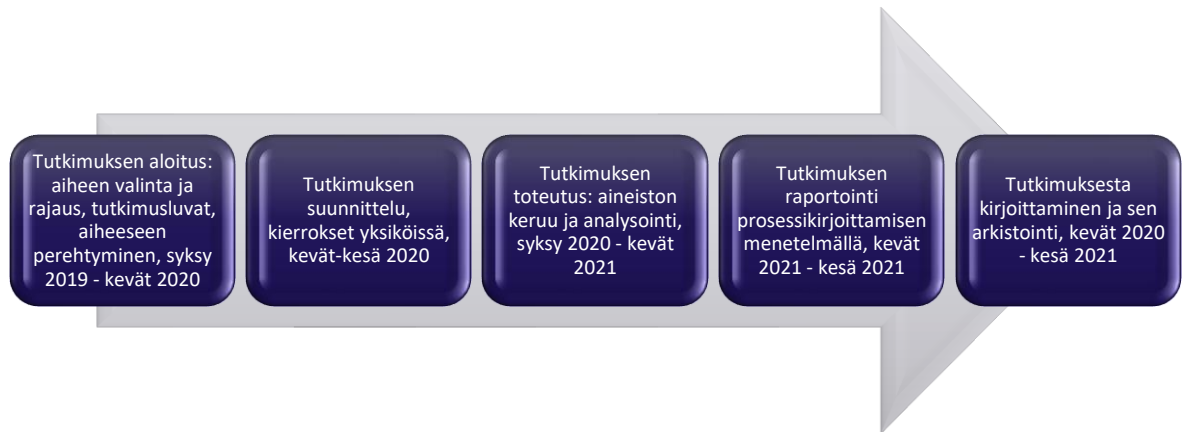 Tutkimuksen aloitus:
aiheen valinta ja
rajaus, tutkimusluvat,
aiheeseen
perehtyminen, syksy
2019 - kevät 2020
Tutkimuksen
suunnittelu,
kierrokset yksiköissä,
kevät-kesä 2020
Tutkimuksen
toteutus: aineiston
keruu ja analysointi,
syksy 2020 - kevät
2021
Tutkimuksen
raportointi
prosessikirjoittamisen
menetelmällä, kevät
2021 - kesä 2021
Tutkimuksesta
kirjoittaminen ja sen
arkistointi, kevät 2020
- kesä 2021